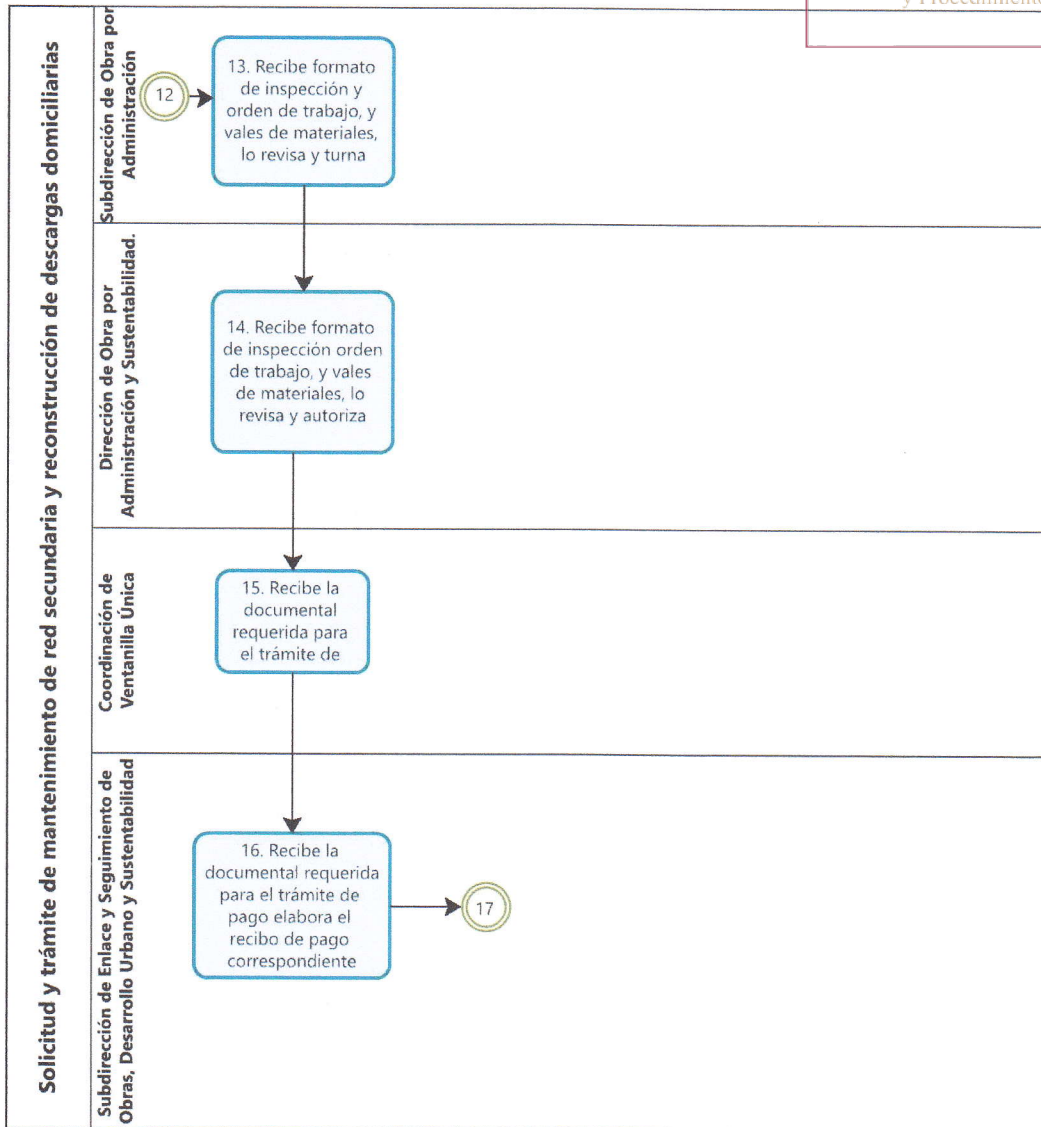 y Procedimiento
Solicitud y trámite de mantenimiento de red secundaria y reconstrucción de descargas domiciliarias
Subdirección de Obra por
Administración
12
13. Recibe formato
de inspección y
orden de trabajo, y
vales de materiales,
lo revisa y turna
Dirección de Obra por
Administración y Sustentabilidad.
14. Recibe formato
de inspección orden
de trabajo, y vales
de materiales, lo
revisa y autoriza
Coordinación de
Ventanilla Única
15. Recibe la
documental
requerida para
el trámite de
Subdirección de Enlace y Seguimiento de
Obras, Desarrollo Urbano y Sustentabilidad
16. Recibe la
documental requerida
para el trámite de
pago elabora el
recibo de pago
correspondiente
17